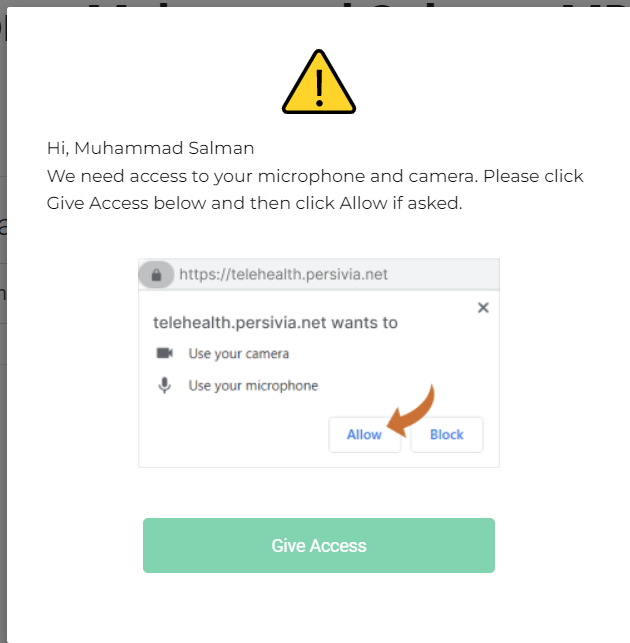 Hi, Muhammad Salman
We need access to your microphone and camera. Please click
Give Access below and then click Allow if asked.
https://telehealth.persivia.net
telehealth.persivia.net wants to
Use your camera
Use your microphone
Allow
Block
Give Access